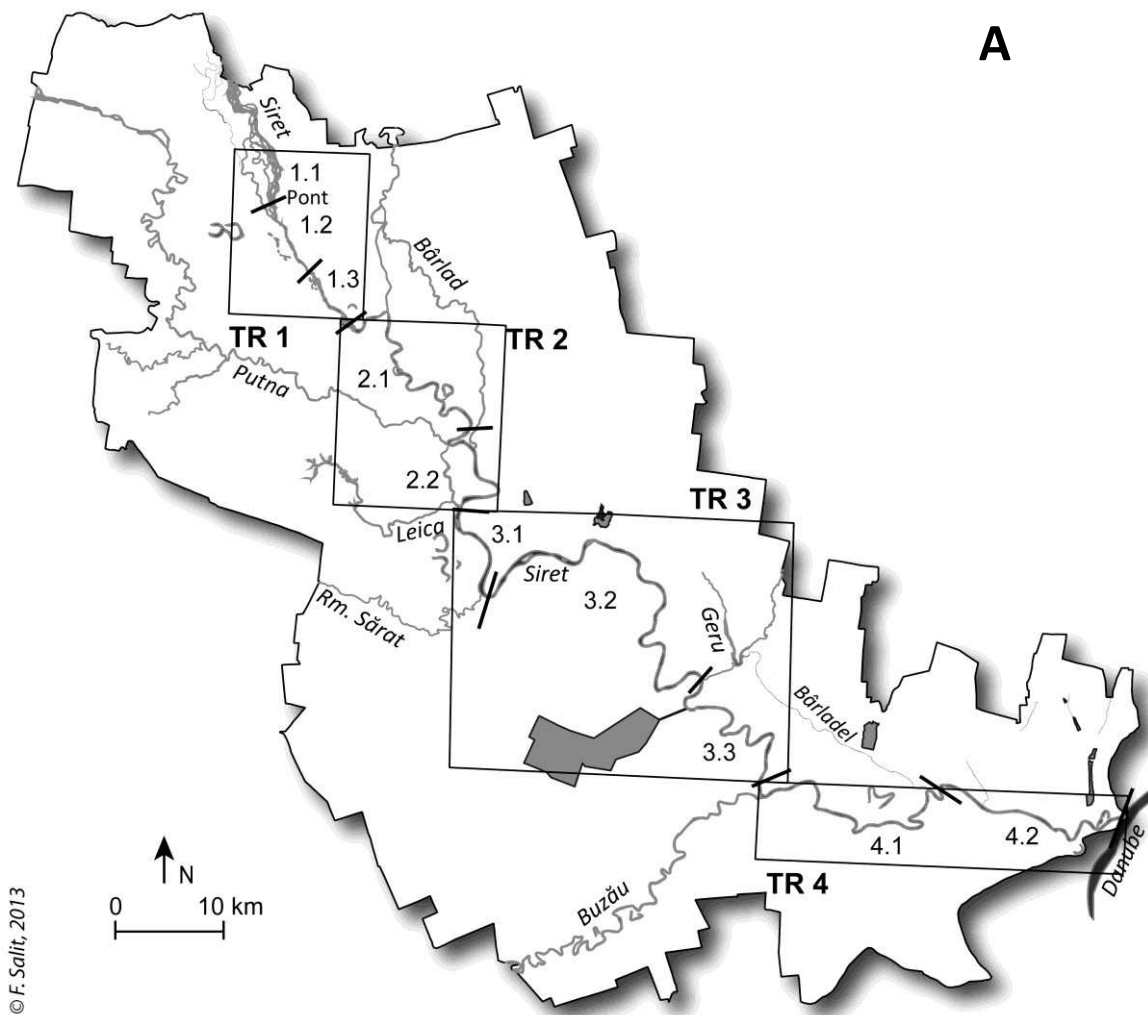 A
Siret
1.1
Pont
1.2
1.3
Bârlad
TR 1
TR 2
Putna
2.1
2.2
TR 3
Leica
3.1
Siret
3.2
Rm. Sărat
Geru
Bârladel
3.3
4.1
4.2
TR 4
Buzău
Danube
N
0 10 km
© F. Salit, 2013